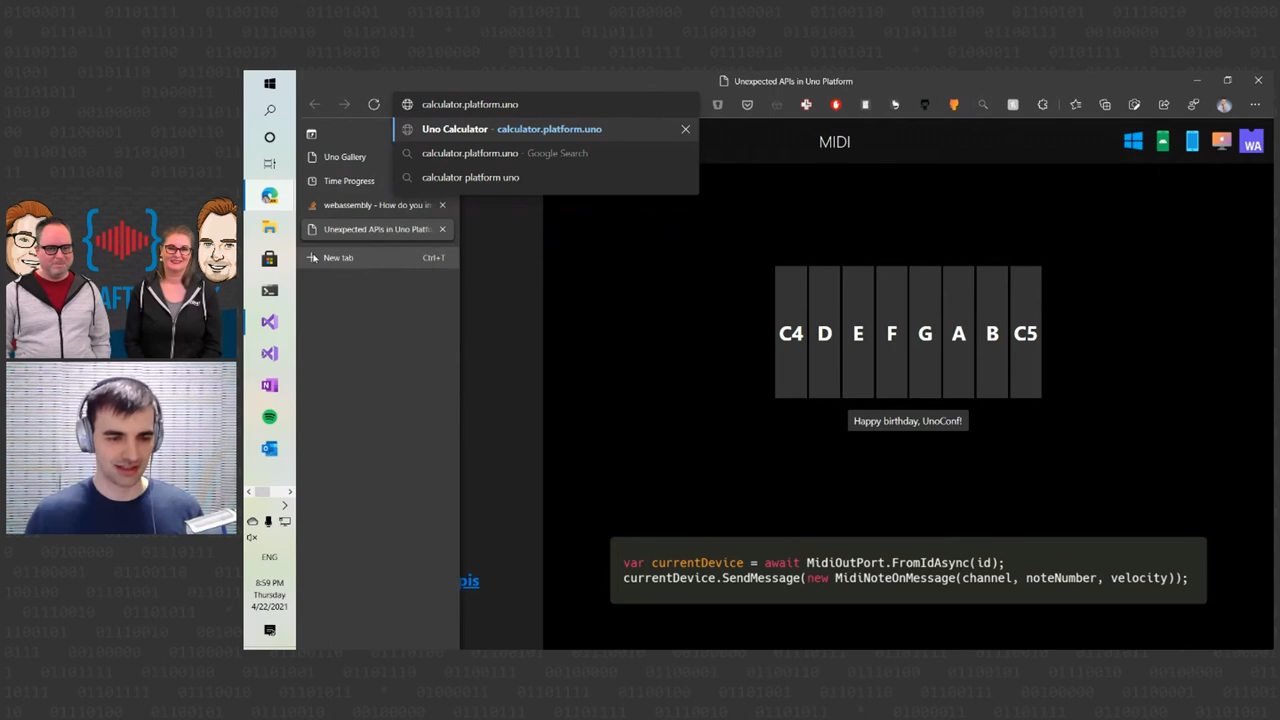 Unexpected APIs in Uno Platform
calculator.platform.uno
Uno Calculator - calculator.platform.uno
calculator.platform.uno - Google Search
calculator platform uno
Uno Gallery
Time Progress
webassembly - How do you in
Unexpected APIs in Uno Platfo
New tab
Ctrl+T
MIDI
WA
C4 D E F G A B C5
Happy birthday, UnoConf!
var currentDevice = await MidiOutPort.FromIdAsync(id);
currentDevice.SendMessage(new MidiNoteOnMessage(channel, noteNumber, velocity));
pis
ENG
8:59 PM
Thursday
4/22/2021